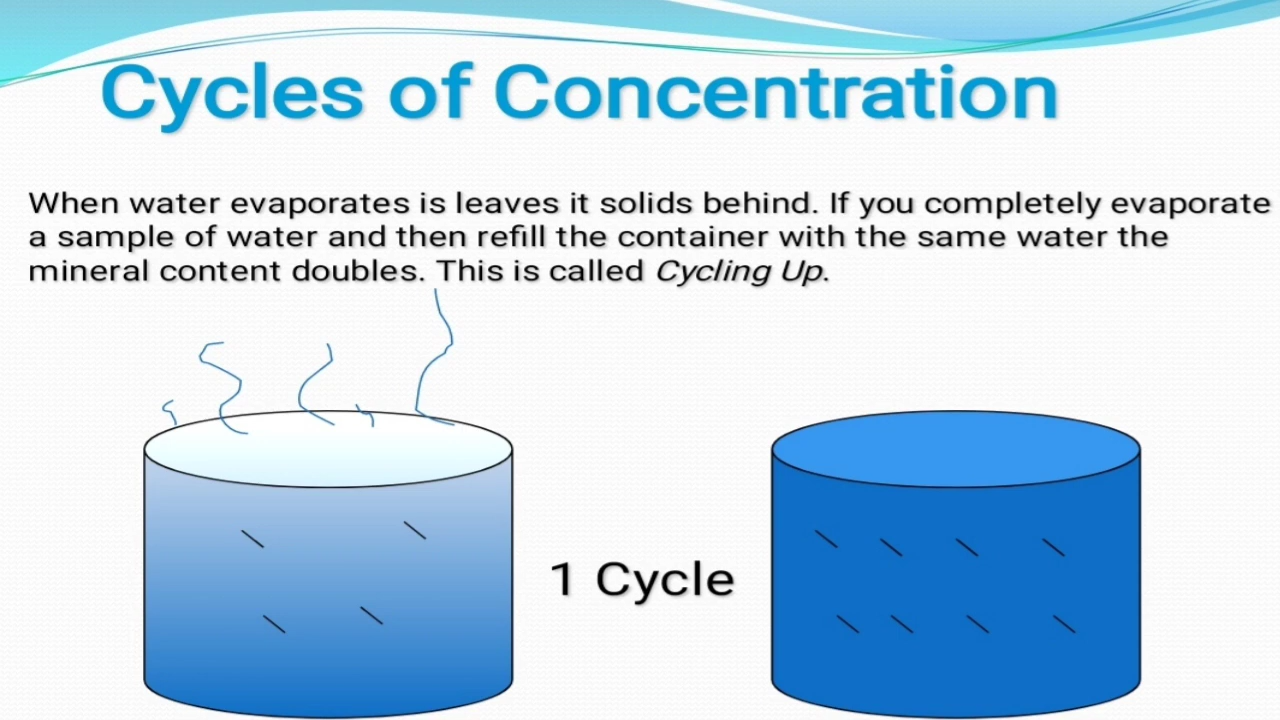 Cycles of Concentration
When water evaporates is leaves it solids behind. If you completely evaporate
a sample of water and then refill the container with the same water the
mineral content doubles. This is called Cycling Up.
1 Cycle